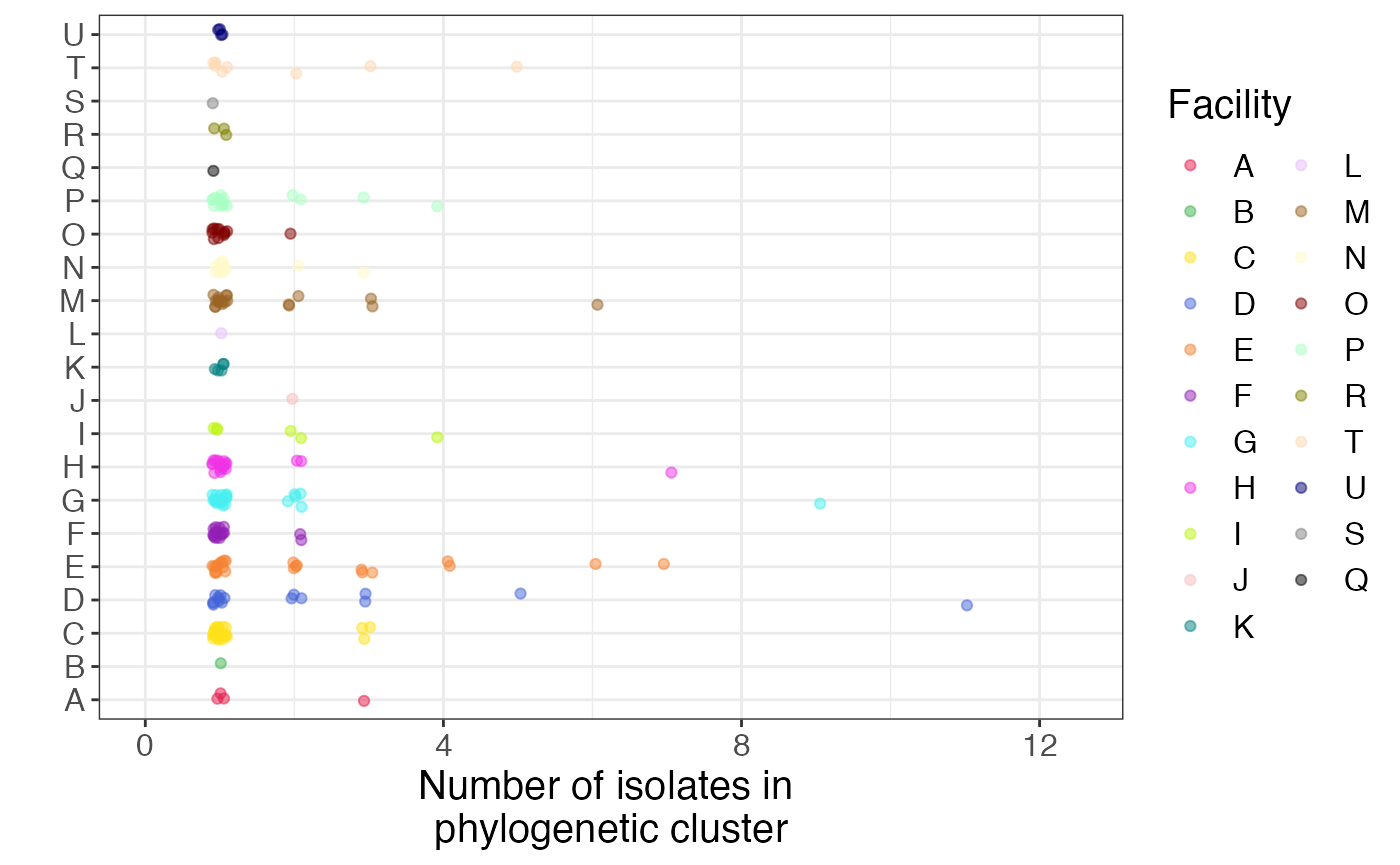 U
T
S
R
Q
P
O
N
M
L
K
J
I
H
G
F
E
D
C
B
A
0 4 8 12
Number of isolates in
phylogenetic cluster
Facility
A L
B M
C N
D O
E P
F R
G T
H U
I S
J Q
K